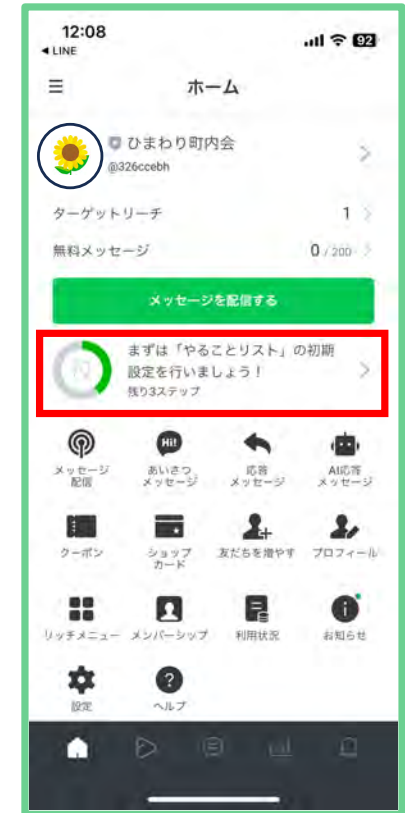 12:08
92
◀ LINE
ホーム
ひまわり町内会
@326ccebh
ターゲットリーチ
1
無料メッセージ
0 / 200
メッセージを配信する
まずは「やることリスト」の初期
設定を行いましょう！
残り3ステップ
Hi!
メッセージ
配信
あいさつ
メッセージ
応答
メッセージ
AI応答
メッセージ
クーポン
ショップ
カード
友だちを増やす
プロフィール
リッチメニュー
メンバーシップ
利用状況
お知らせ
設定
ヘルプ